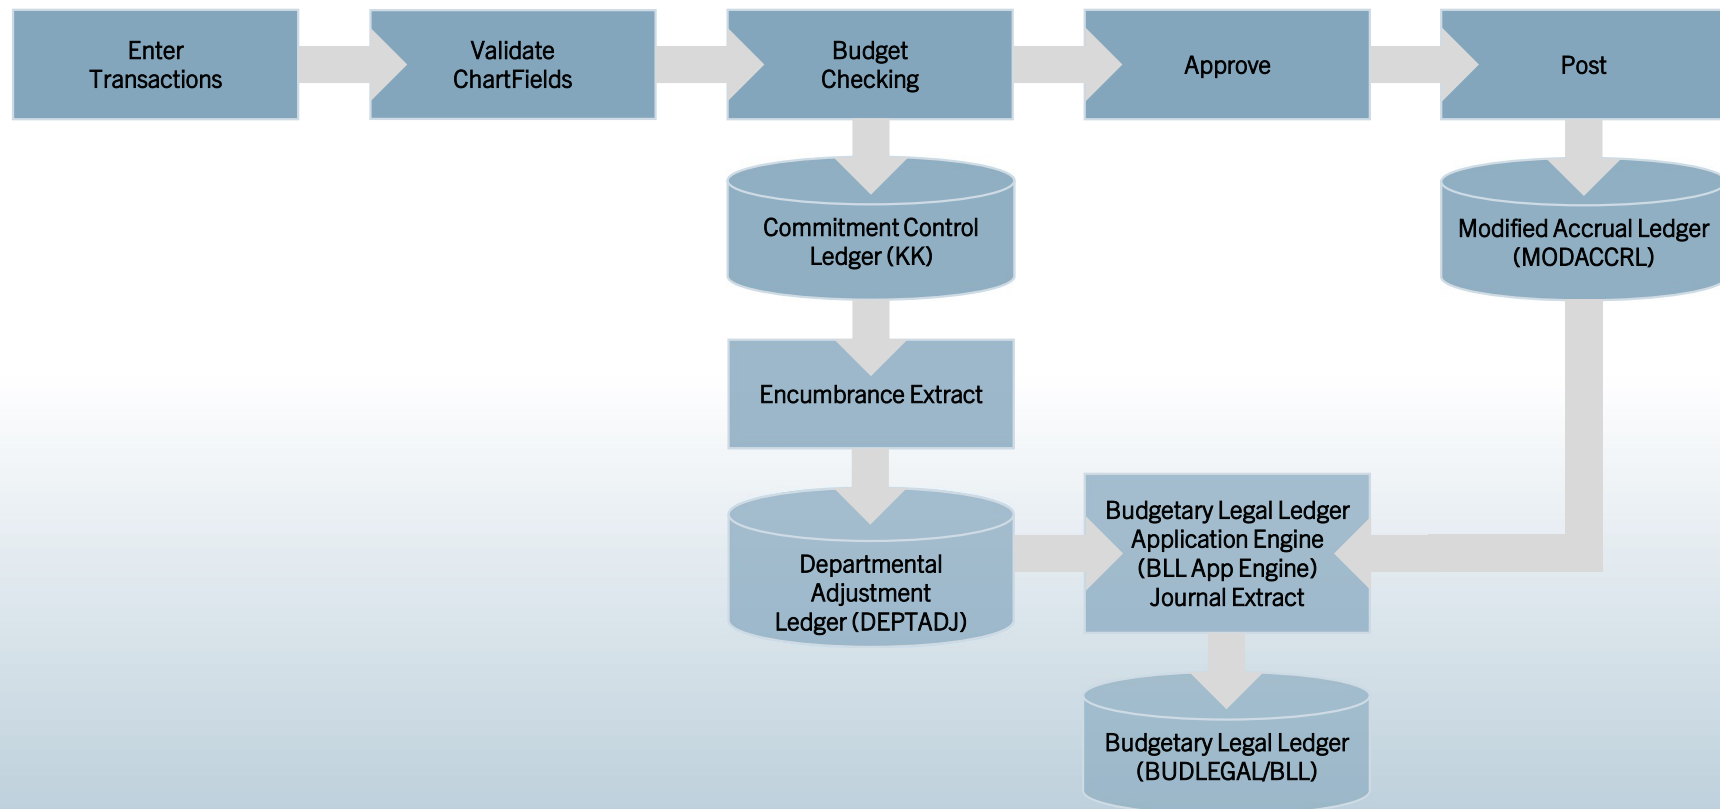 Enter
Transactions
Validate
ChartFields
Budget
Checking
Approve
Post
Commitment Control
Ledger (KK)
Modified Accrual Ledger
(MODACCRL)
Encumbrance Extract
Departmental
Adjustment
Ledger (DEPTADJ)
Budgetary Legal Ledger
Application Engine
(BLL App Engine)
Journal Extract
Budgetary Legal Ledger
(BUDLEGAL/BLL)